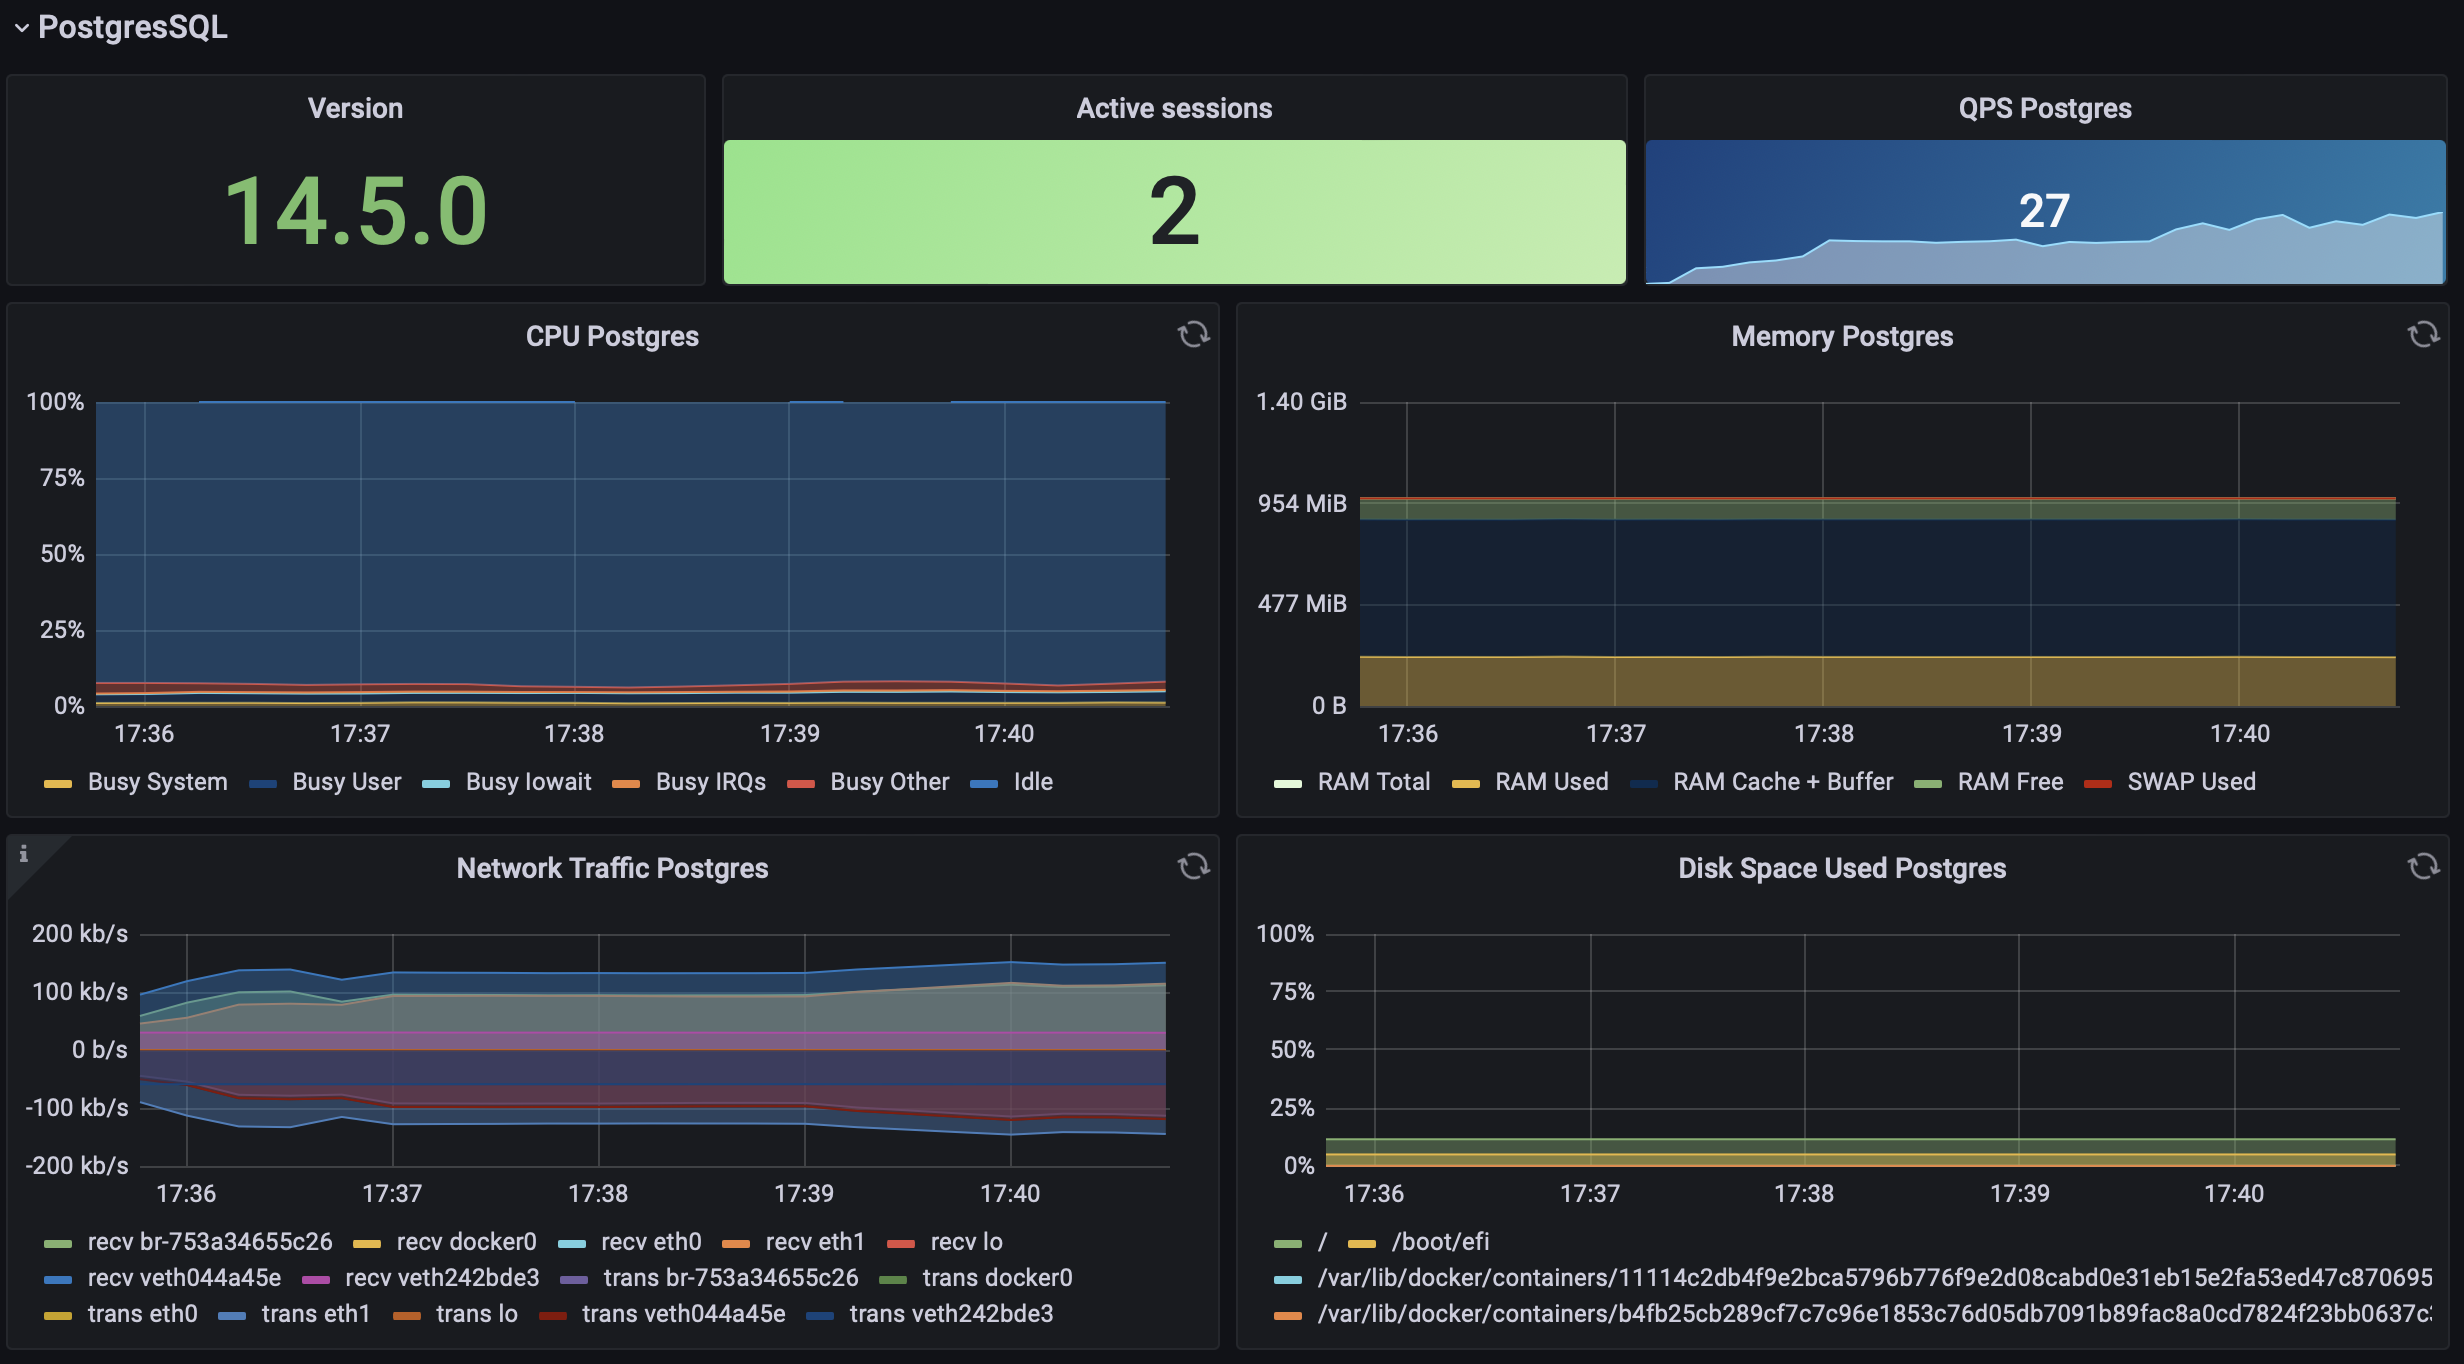 PostgresSQL
Version
Active sessions
QPS Postgres
14.5.0
2
27
CPU Postgres
100%
75%
50%
25%
0%
17:36 17:37 17:38 17:39 17:40
Busy System Busy User Busy Iowait Busy IRQs Busy Other Idle
Memory Postgres
1.40 GiB
954 MiB
477 MiB
0 B
17:36 17:37 17:38 17:39 17:40
RAM Total RAM Used RAM Cache + Buffer RAM Free SWAP Used
i
Network Traffic Postgres
200 kb/s
100 kb/s
0 b/s
-100 kb/s
-200 kb/s
17:36 17:37 17:38 17:39 17:40
recv br-753a34655c26 recv docker0 recv eth0 recv eth1 recv lo
recv veth044a45e recv veth242bde3 trans br-753a34655c26 trans docker0
trans eth0 trans eth1 trans lo trans veth044a45e trans veth242bde3
Disk Space Used Postgres
100%
75%
50%
25%
0%
17:36 17:37 17:38 17:39 17:40
/ /boot/efi
/var/lib/docker/containers/11114c2db4f9e2bca5796b776f9e2d08cabd0e31eb15e2fa53ed47c870695
/var/lib/docker/containers/b4fb25cb289cf7c7c96e1853c76d05db7091b89fac8a0cd7824f23bb0637c